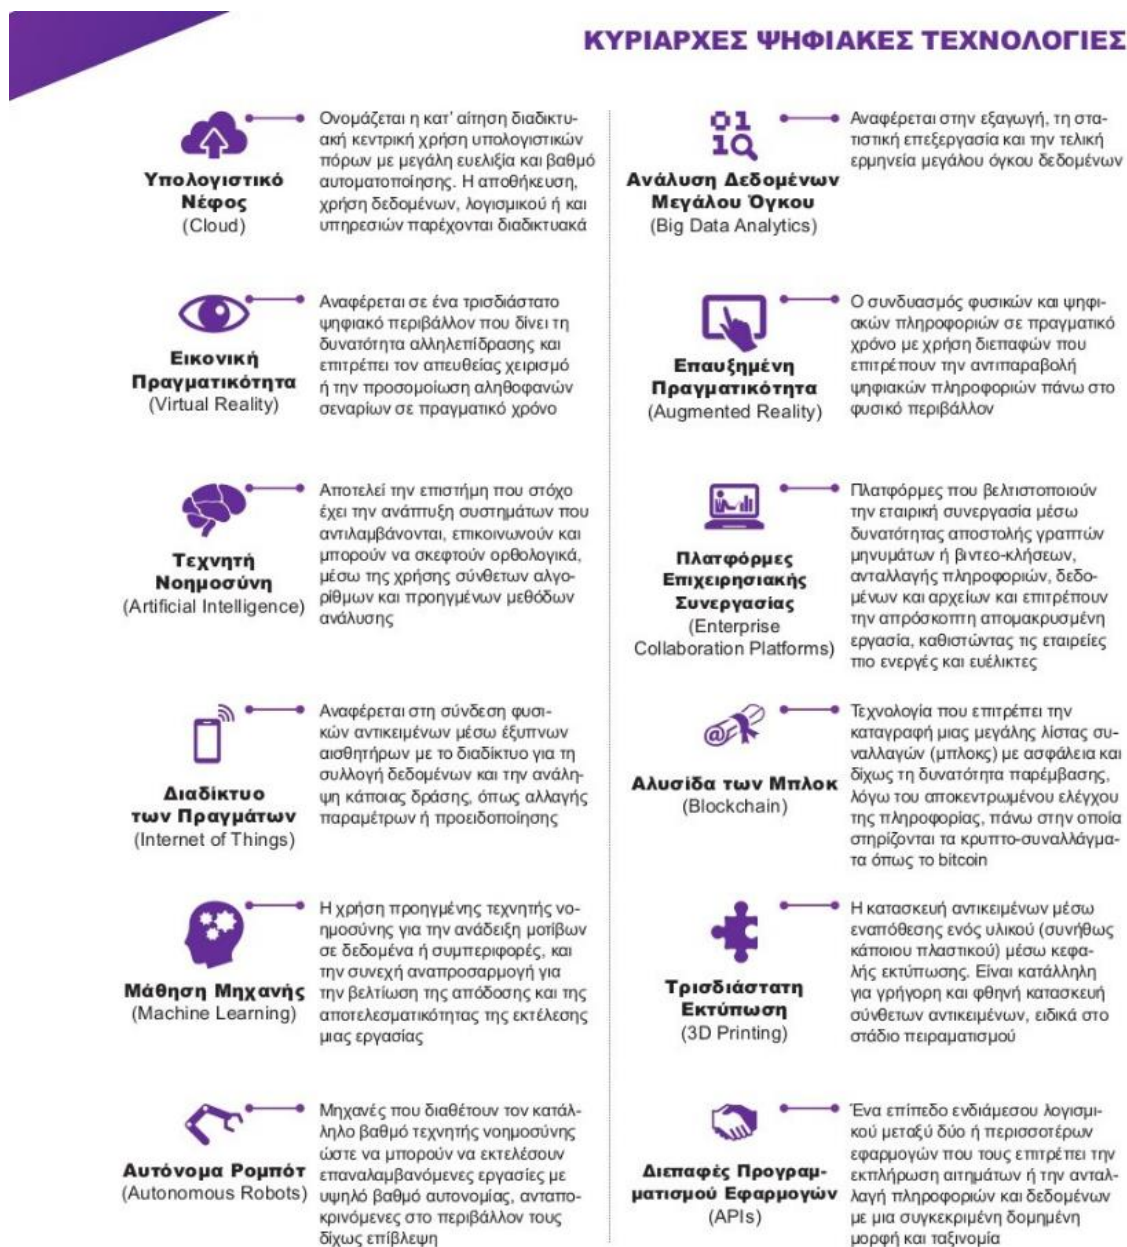 ΚΥΡΙΑΡΧΕΣ ΨΗΦΙΑΚΕΣ ΤΕΧΝΟΛΟΓΙΕΣ
Υπολογιστικό
Νέφος
(Cloud)
Ονομάζεται η κατ' αίτηση διαδικτυ-
ακή κεντρική χρήση υπολογιστικών
πόρων με μεγάλη ευελιξία και βαθμό
αυτοματοποίησης. Η αποθήκευση,
χρήση δεδομένων, λογισμικού ή και
υπηρεσιών παρέχονται διαδικτυακά
01
10
Ανάλυση Δεδομένων
Μεγάλου Όγκου
(Big Data Analytics)
Αναφέρεται στην εξαγωγή, τη στα-
τιστική επεξεργασία και την τελική
ερμηνεία μεγάλου όγκου δεδομένων
Εικονική
Πραγματικότητα
(Virtual Reality)
Αναφέρεται σε ένα τρισδιάστατο
ψηφιακό περιβάλλον που δίνει τη
δυνατότητα αλληλεπίδρασης και
επιτρέπει τον απευθείας χειρισμό
ή την προσομοίωση αληθοφανών
σεναρίων σε πραγματικό χρόνο
Επαυξημένη
Πραγματικότητα
(Augmented Reality)
Ο συνδυασμός φυσικών και ψηφι-
ακών πληροφοριών σε πραγματικό
χρόνο με χρήση διεπαφών που
επιτρέπουν την αντιπαραβολή
ψηφιακών πληροφοριών πάνω στο
φυσικό περιβάλλον
Τεχνητή
Νοημοσύνη
(Artificial Intelligence)
Αποτελεί την επιστήμη που στόχο
έχει την ανάπτυξη συστημάτων που
αντιλαμβάνονται, επικοινωνούν και
μπορούν να σκεφτούν ορθολογικά,
μέσω της χρήσης σύνθετων αλγο-
ρίθμων και προηγμένων μεθόδων
ανάλυσης
Πλατφόρμες
Επιχειρησιακής
Συνεργασίας
(Enterprise
Collaboration Platforms)
Πλατφόρμες που βελτιστοποιούν
την εταιρική συνεργασία μέσω
δυνατότητας αποστολής γραπτών
μηνυμάτων ή βιντεο-κλήσεων,
ανταλλαγής πληροφοριών, δεδο-
μένων και αρχείων και επιτρέπουν
την απρόσκοπτη απομακρυσμένη
εργασία, καθιστώντας τις εταιρείες
πιο ενεργές και ευέλικτες
Διαδίκτυο
των Πραγμάτων
(Internet of Things)
Αναφέρεται στη σύνδεση φυσι-
κών αντικειμένων μέσω έξυπνων
αισθητήρων με το διαδίκτυο για τη
συλλογή δεδομένων και την ανάλη-
ψη κάποιας δράσης, όπως αλλαγής
παραμέτρων ή προειδοποίησης
@
Αλυσίδα των Μπλοκ
(Blockchain)
Τεχνολογία που επιτρέπει την
καταγραφή μιας μεγάλης λίστας συ-
ναλλαγών (μπλοκς) με ασφάλεια και
δίχως τη δυνατότητα παρέμβασης,
λόγω του αποκεντρωμένου ελέγχου
της πληροφορίας, πάνω στην οποία
στηρίζονται τα κρυπτο-συναλλάγμα-
τα όπως το bitcoin
Μάθηση Μηχανής
(Machine Learning)
Η χρήση προηγμένης τεχνητής νο-
ημοσύνης για την ανάδειξη μοτίβων
σε δεδομένα ή συμπεριφορές, και
την συνεχή αναπροσαρμογή για
την βελτίωση της απόδοσης και της
αποτελεσματικότητας της εκτέλεσης
μιας εργασίας
Τρισδιάστατη
Εκτύπωση
(3D Printing)
Η κατασκευή αντικειμένων μέσω
εναπόθεσης ενός υλικού (συνήθως
κάποιου πλαστικού) μέσω κεφα-
λής εκτύπωσης. Είναι κατάλληλη
για γρήγορη και φθηνή κατασκευή
σύνθετων αντικειμένων, ειδικά στο
στάδιο πειραματισμού
Αυτόνομα Ρομπότ
(Autonomous Robots)
Μηχανές που διαθέτουν τον κατάλ-
ληλο βαθμό τεχνητής νοημοσύνης
ώστε να μπορούν να εκτελέσουν
επαναλαμβανόμενες εργασίες με
υψηλό βαθμό αυτονομίας, ανταπο-
κρινόμενες στο περιβάλλον τους
δίχως επίβλεψη
Διεπαφές Προγραμ-
ματισμού Εφαρμογών
(APIs)
Ένα επίπεδο ενδιάμεσου λογισμι-
κού μεταξύ δύο ή περισσοτέρων
εφαρμογών που τους επιτρέπει την
εκπλήρωση αιτημάτων ή την ανταλ-
λαγή πληροφοριών και δεδομένων
με μια συγκεκριμένη δομημένη
μορφή και ταξινομία